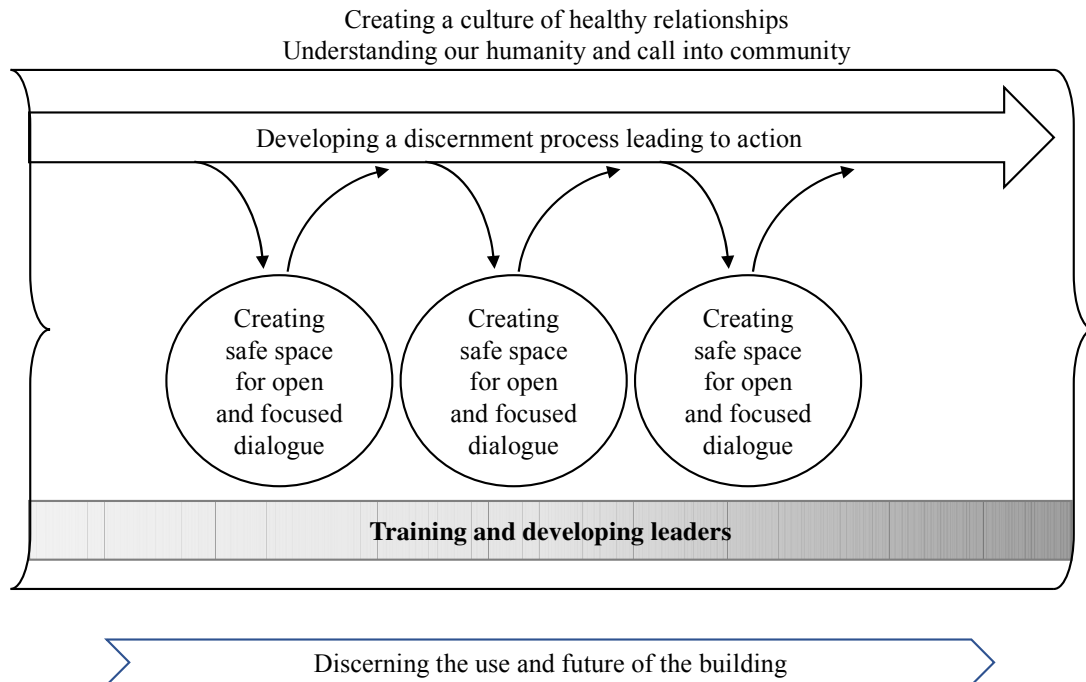 Creating a culture of healthy relationships
Understanding our humanity and call into community
Developing a discernment process leading to action
Creating
safe space
for open
and focused
dialogue
Creating
safe space
for open
and focused
dialogue
Creating
safe space
for open
and focused
dialogue
Training and developing leaders
Discerning the use and future of the building